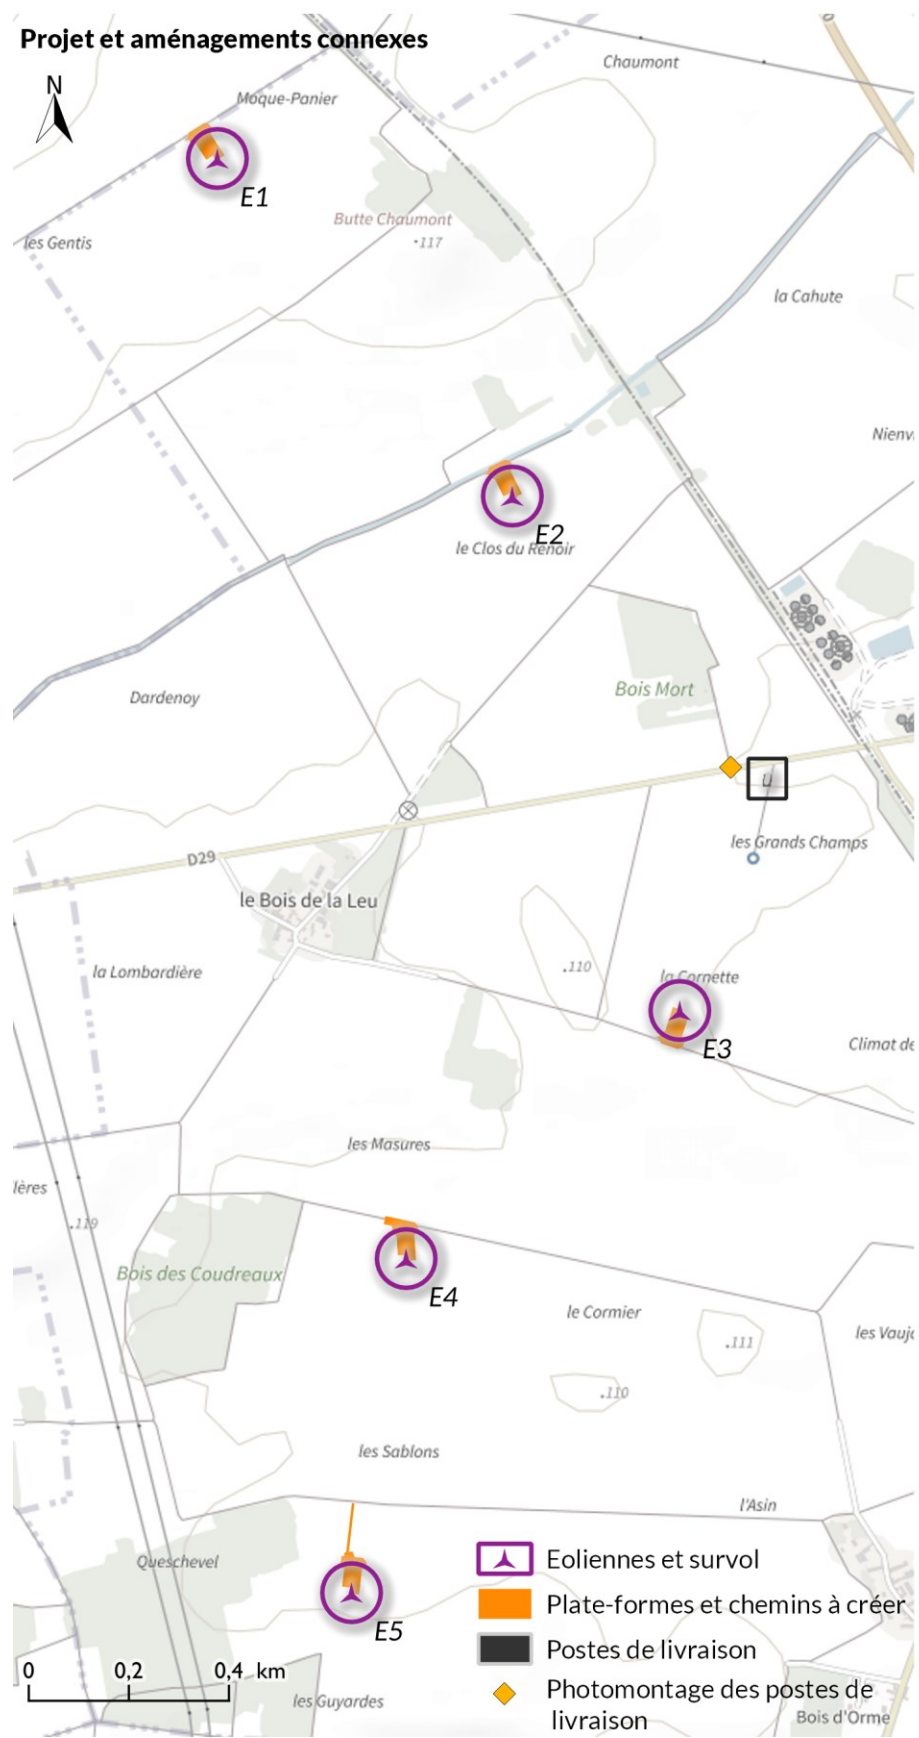 Projet et aménagements connexes
Chaumont
N
Moque-Panier
E1
Butte Chaumont
117
les Gentis
la Cahute
Nienv
E2
le Clos du Renoir
Bois Mort
Dardenoy
les Grands Champs
D29
le Bois de la Leu
.110
la Cornette
la Lombardière
E3
Climat de
les Masures
lères
.119
Bois des Coudreaux
E4
le Cormier
les Vauj
.111
.110
les Sablons
l'Asin
Queschevel
E5
Eoliennes et survol
Plate-formes et chemins à créer
Postes de livraison
Photomontage des postes de
livraison
0 0,2 0,4 km
les Guyardes
Bois d'Orme